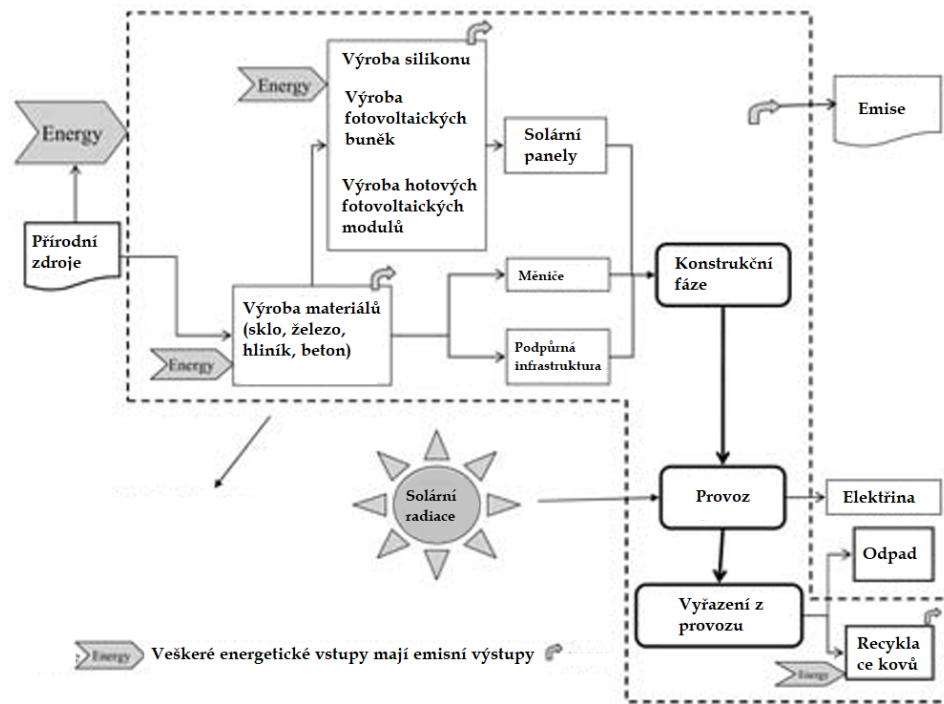 Energy
Přírodní
zdroje
Energy
Výroba silikonu
Výroba
fotovoltaických
buněk
Výroba hotových
fotovoltaických
modulů
Energy
Výroba materiálů
(sklo, železo,
hliník, beton)
Solární
panely
Měniče
Podpůrná
infrastruktura
Konstrukční
fáze
Emise
Solární
radiace
Provoz
Elektřina
Vyřazení z
provozu
Odpad
Recykla
ce kovů
Energy
Energy
Veškeré energetické vstupy mají emisní výstupy